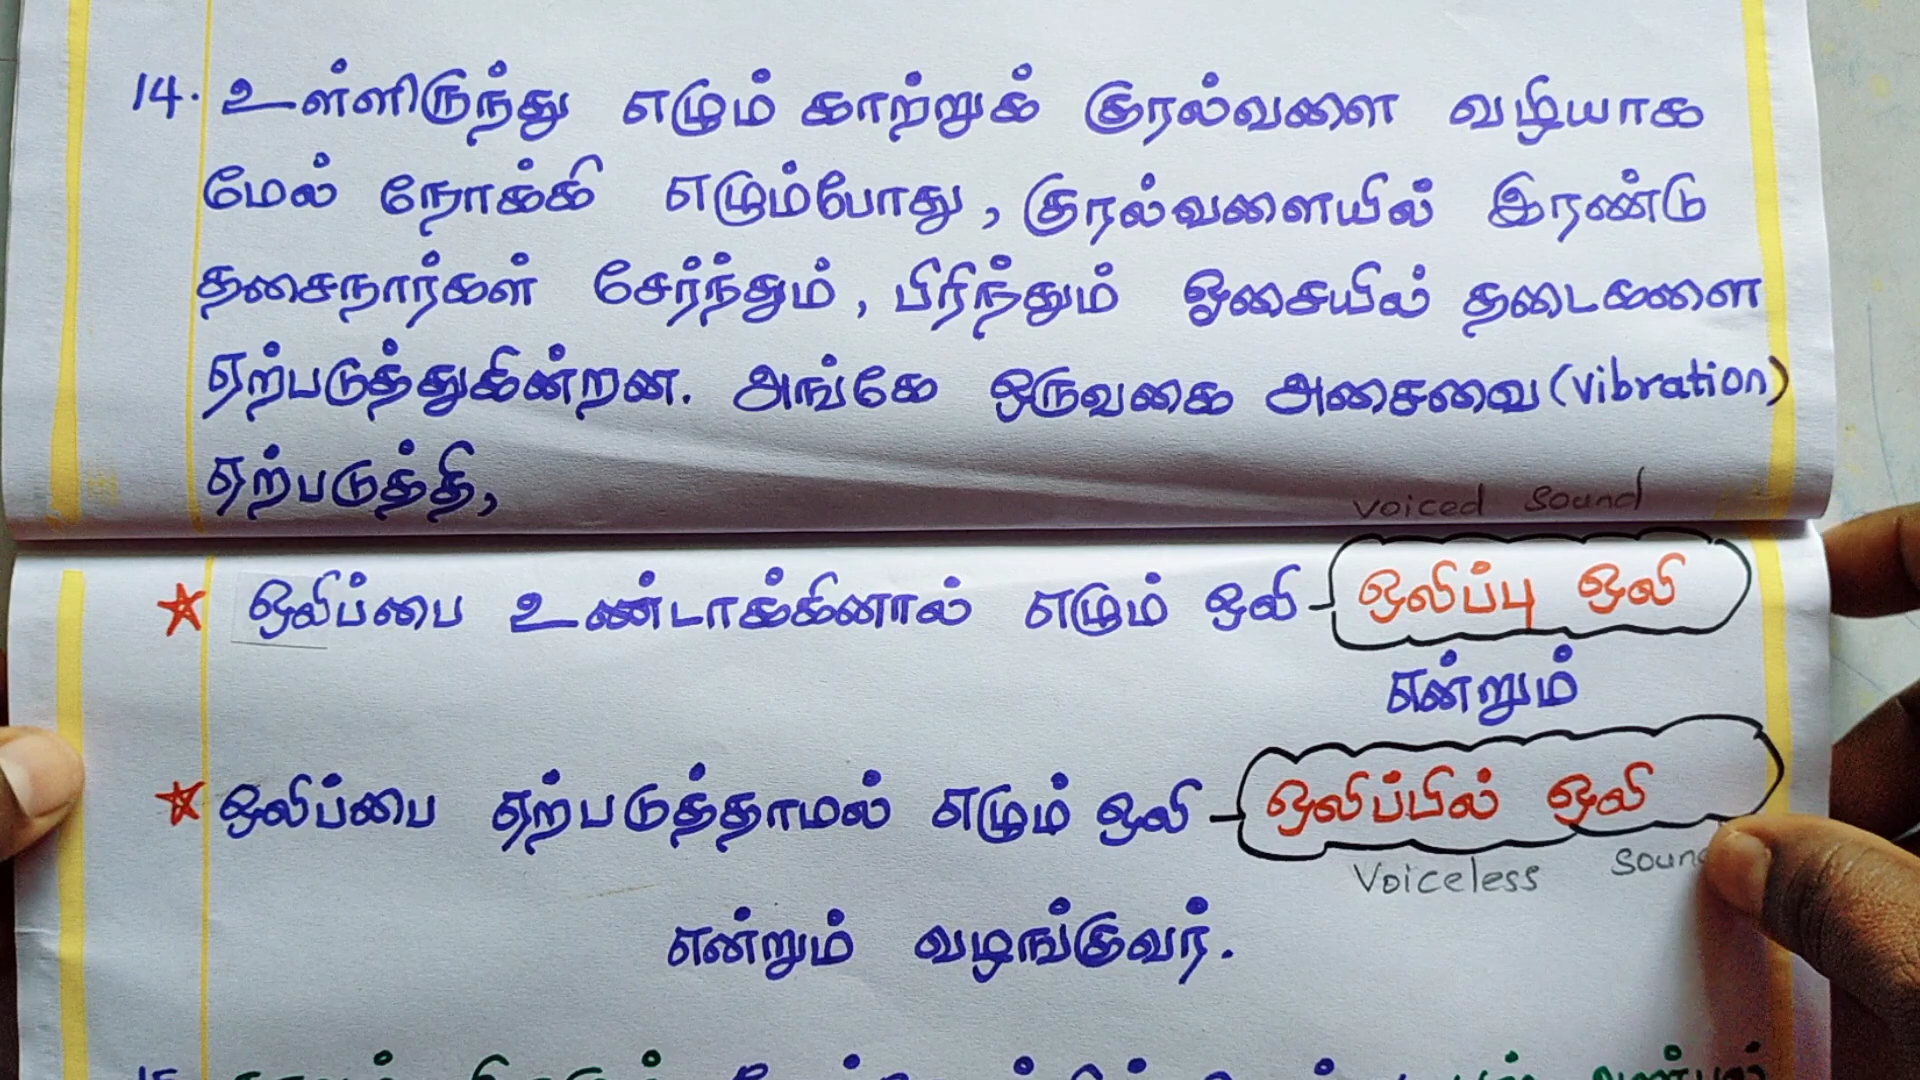 14. உள்ளிருந்து எழும் காற்றுக் குரல்வளை வழியாக
மேல் நோக்கி எழும்போது, குரல்வளையில் இரண்டு
தசைநார்கள் சேர்ந்தும், பிரிந்தும் ஓசையில் தடைகளை
ஏற்படுத்துகின்றன. அங்கே ஒருவகை அசைவை (vibration)
ஏற்படுத்தி,
voiced sound
★ ஒலிப்பை உண்டாக்கினால் எழும் ஒலி - ஒலிப்பு ஒலி
என்றும்
★ ஒலிப்பை ஏற்படுத்தாமல் எழும் ஒலி - ஒலிப்பில் ஒலி
Voiceless
என்றும் வழங்குவர்.